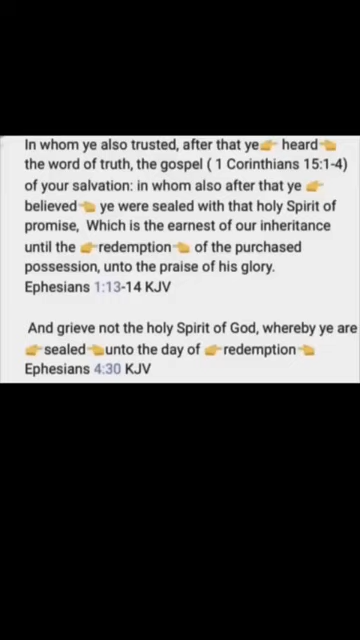 In whom ye also trusted, after that ye👉 heard👈
the word of truth, the gospel ( 1 Corinthians 15:1-4)
of your salvation: in whom also after that ye 👉
believed👈 ye were sealed with that holy Spirit of
promise, Which is the earnest of our inheritance
until the 👉redemption👈 of the purchased
possession, unto the praise of his glory.
Ephesians 1:13-14 KJV
And grieve not the holy Spirit of God, whereby ye are
👉sealed👈unto the day of 👉redemption👈
Ephesians 4:30 KJV